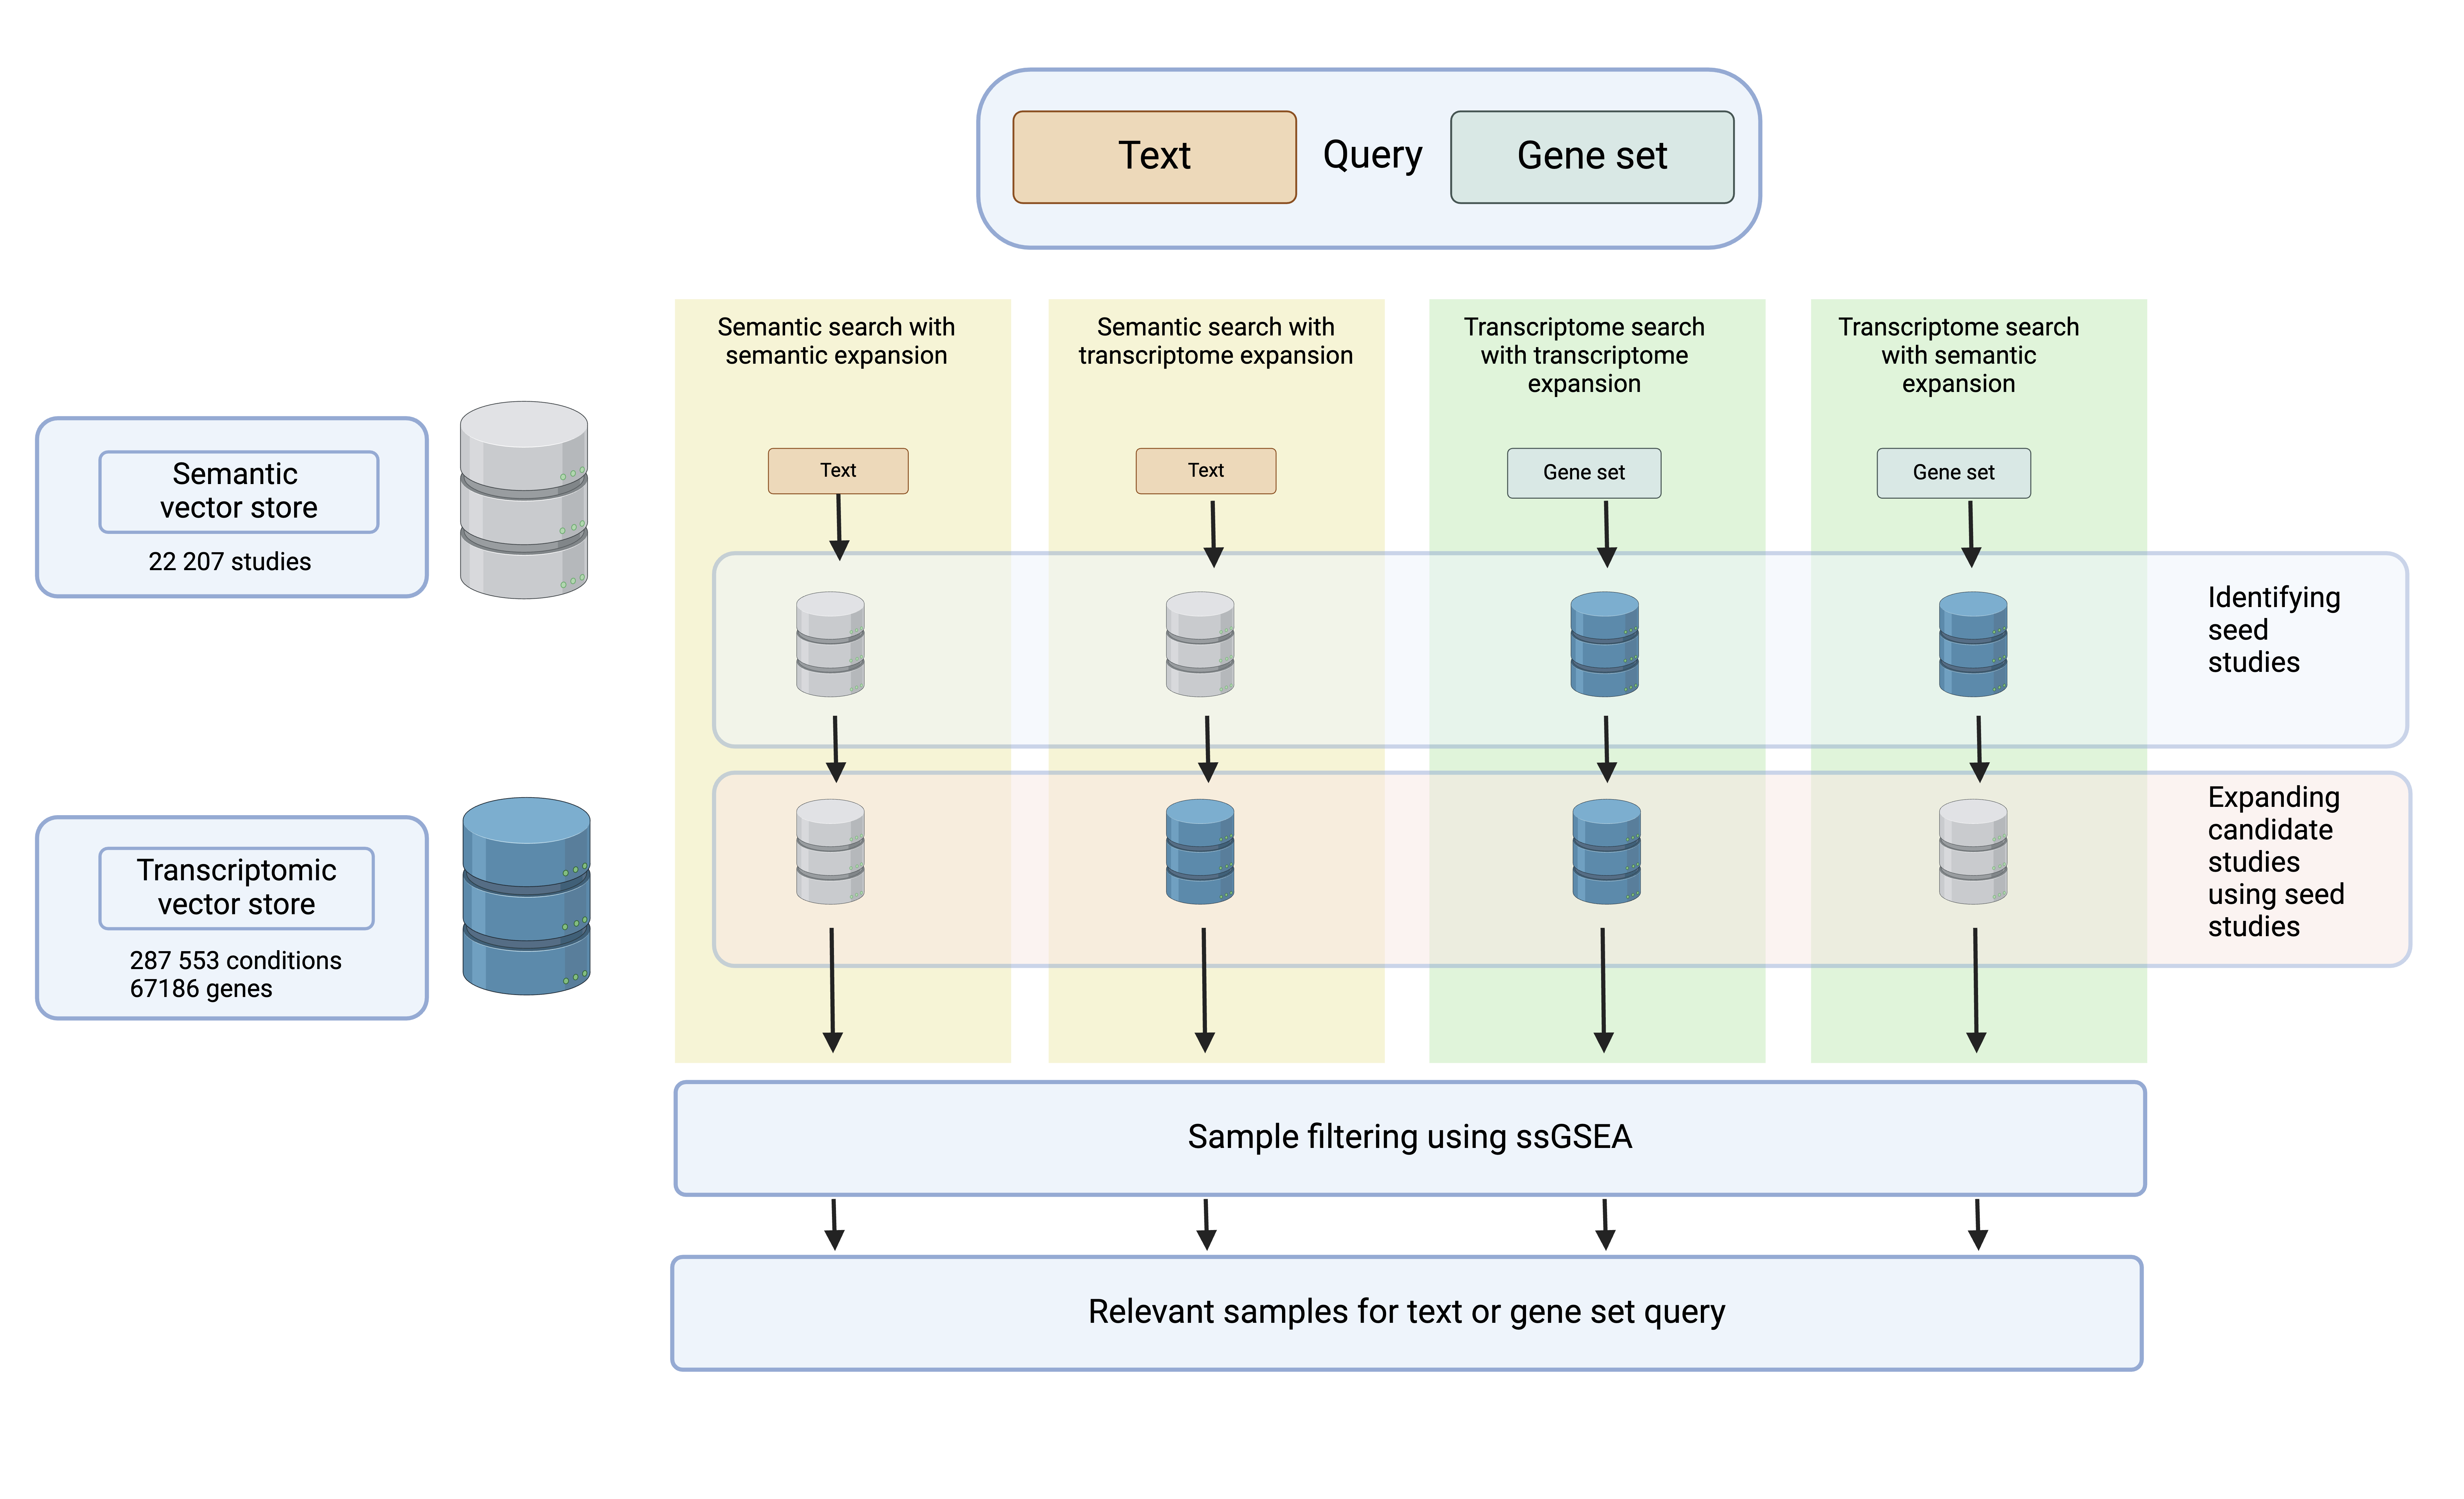 Text
Query
Gene set
Semantic search with
semantic expansion
Semantic search with
transcriptome expansion
Transcriptome search
with transcriptome
expansion
Transcriptome search
with semantic
expansion
Semantic
vector store
22 207 studies
Text
Text
Gene set
Gene set
Identifying
seed
studies
Transcriptomic
vector store
287 553 conditions
67186 genes
Expanding
candidate
studies
using seed
studies
Sample filtering using ssGSEA
Relevant samples for text or gene set query